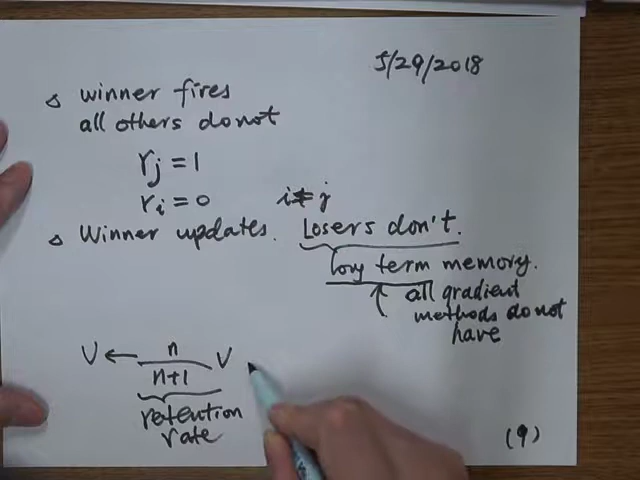 5/29/2018
△ winner fires
all others do not
rj = 1
ri = 0 i≠j
△ Winner updates. Losers don't.
long term memory.
↑ all gradient
methods do not
have
V ← n/(n+1) V
retention
rate
(9)